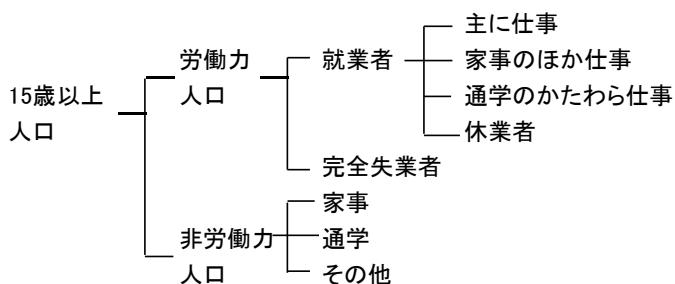 15歳以上
人口
労働力
人口
就業者
主に仕事
家事のほか仕事
通学のかたわら仕事
休業者
完全失業者
非労働力
人口
家事
通学
その他